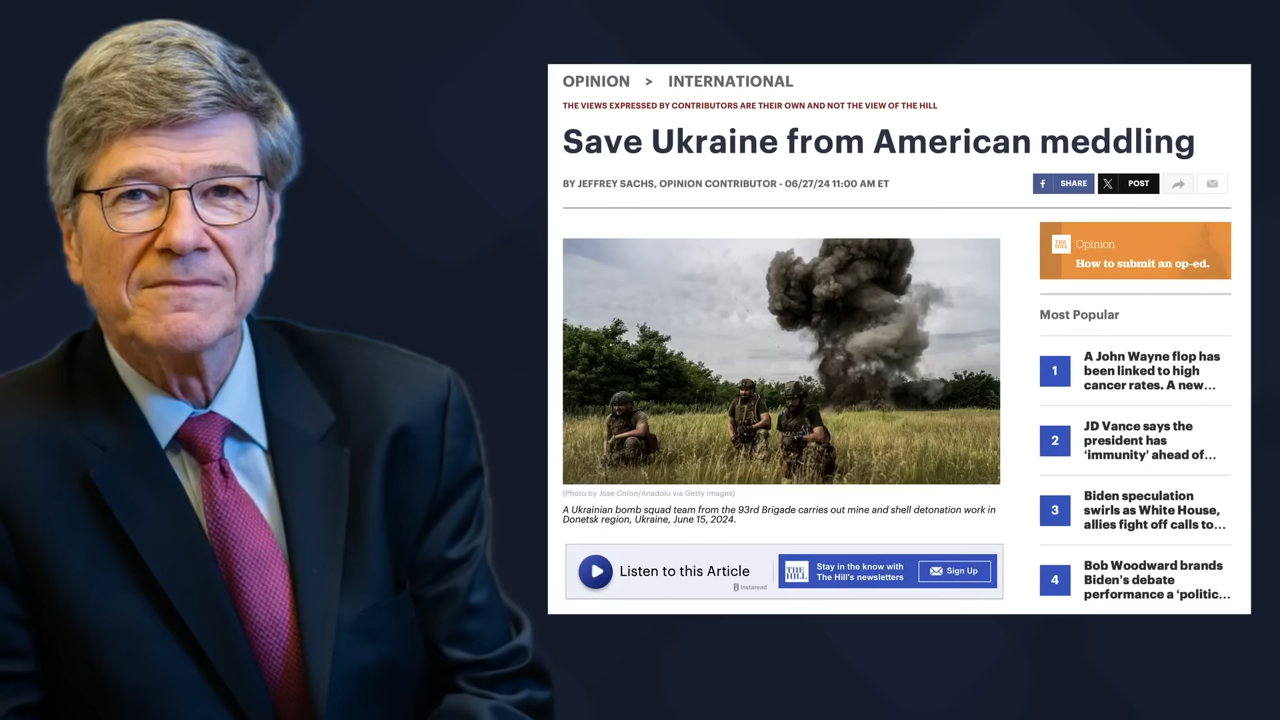 OPINION > INTERNATIONAL
THE VIEWS EXPRESSED BY CONTRIBUTORS ARE THEIR OWN AND NOT THE VIEW OF THE HILL
Save Ukraine from American meddling
BY JEFFREY SACHS, OPINION CONTRIBUTOR - 06/27/24 11:00 AM ET
f SHARE
X POST
THE HILL
Opinion
How to submit an op-ed.
(Photo by Jose Colon/Anadolu via Getty Images)
A Ukrainian bomb squad team from the 93rd Brigade carries out mine and shell detonation work in
Donetsk region, Ukraine, June 15, 2024.
Listen to this Article
Instaread
THE HILL
Stay in the know with
The Hill's newsletters
Sign Up
Most Popular
1
A John Wayne flop has
been linked to high
cancer rates. A new...
2
JD Vance says the
president has
‘immunity’ ahead of...
3
Biden speculation
swirls as White House,
allies fight off calls to...
4
Bob Woodward brands
Biden’s debate
performance a ‘politic...